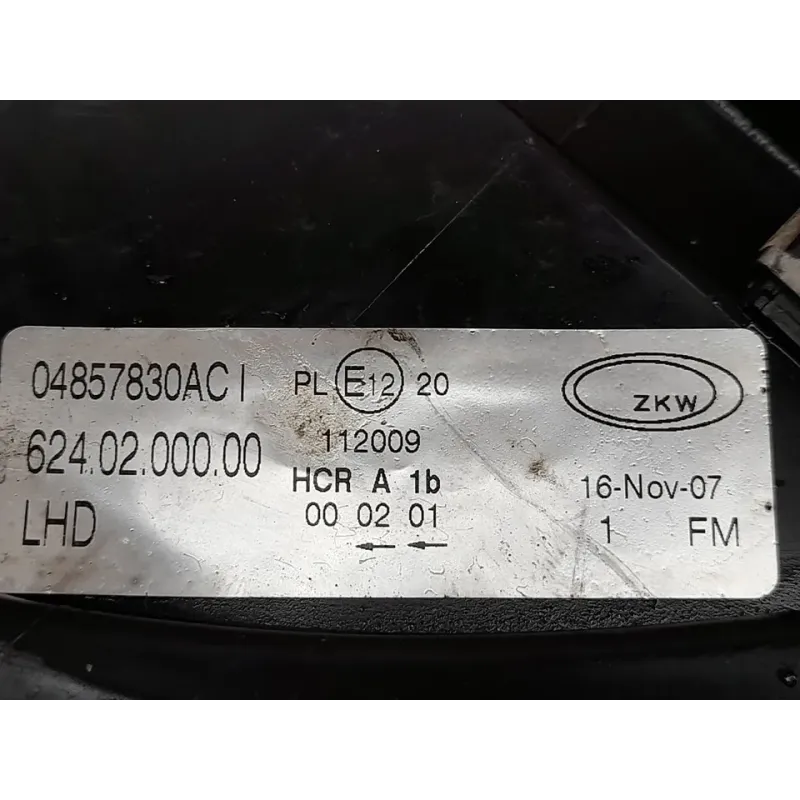 04857830AC I
624.02.000.00
LHD
PL E12 20
112009
HCR A 1b
00 02 01
←←
ZKW
16-Nov-07
1 FM